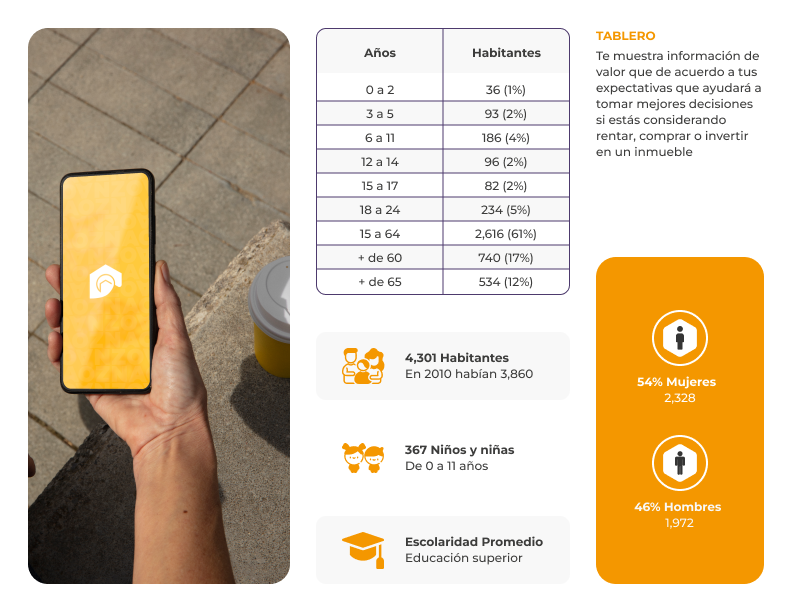 Años Habitantes
0 a 2 36 (1%)
3 a 5 93 (2%)
6 a 11 186 (4%)
12 a 14 96 (2%)
15 a 17 82 (2%)
18 a 24 234 (5%)
15 a 64 2,616 (61%)
+ de 60 740 (17%)
+ de 65 534 (12%)
4,301 Habitantes
En 2010 habían 3,860
367 Niños y niñas
De 0 a 11 años
Escolaridad Promedio
Educación superior
TABLERO
Te muestra información de
valor que de acuerdo a tus
expectativas que ayudará a
tomar mejores decisiones
si estás considerando
rentar, comprar o invertir
en un inmueble
54% Mujeres
2,328
46% Hombres
1,972